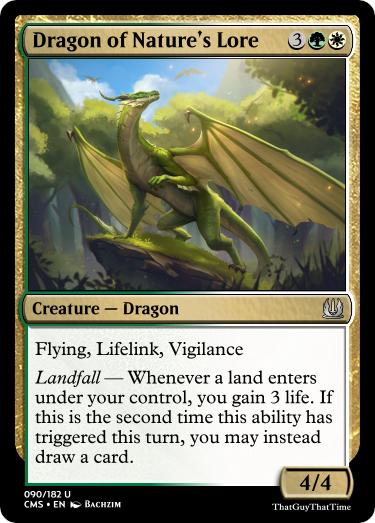 Dragon of Nature's Lore 3
Creature — Dragon
Flying, Lifelink, Vigilance
Landfall — Whenever a land enters
under your control, you gain 3 life. If
this is the second time this ability has
triggered this turn, you may instead
draw a card.
4/4
090/182 U
CMS • EN Bachzim
ThatGuyThatTime